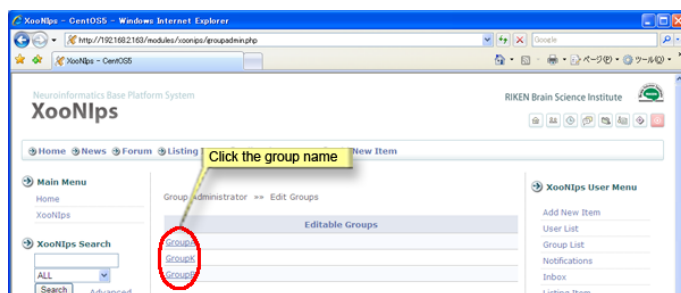 XooNIps - CentOS5 - Windows Internet Explorer
http://192.168.2.163/modules/xoonips/groupadmin.php
Google
XooNIps - CentOS5
ページ(P)
ツール(O)
Neuroinformatics Base Platform System
XooNIps
RIKEN Brain Science Institute
Home News Forum Listing New Item
Click the group name
Main Menu
Home
XooNIps
Group Administrator »» Edit Groups
Editable Groups
GroupA
GroupK
GroupB
XooNIps Search
ALL
Search Advanced
XooNIps User Menu
Add New Item
User List
Group List
Notifications
Inbox
Listing Item